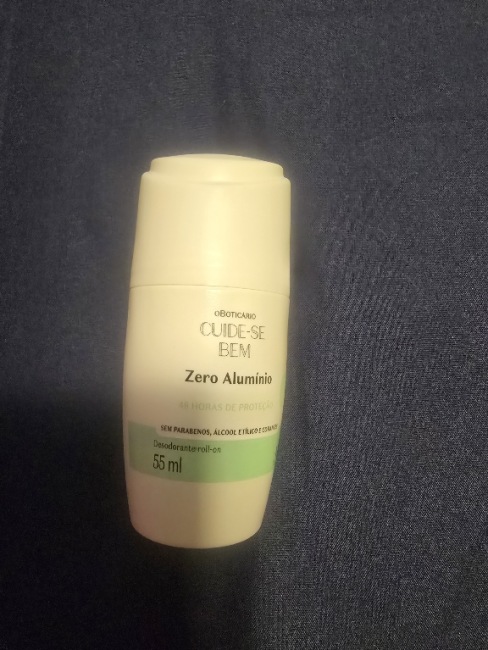 oBOTICÁRIO
CUIDE-SE
BEM
Zero Alumínio
48 HORAS DE PROTEÇÃO
SEM PARABENOS, ÁLCOOL ETÍLICO E
Desodorante roll-on
55 ml